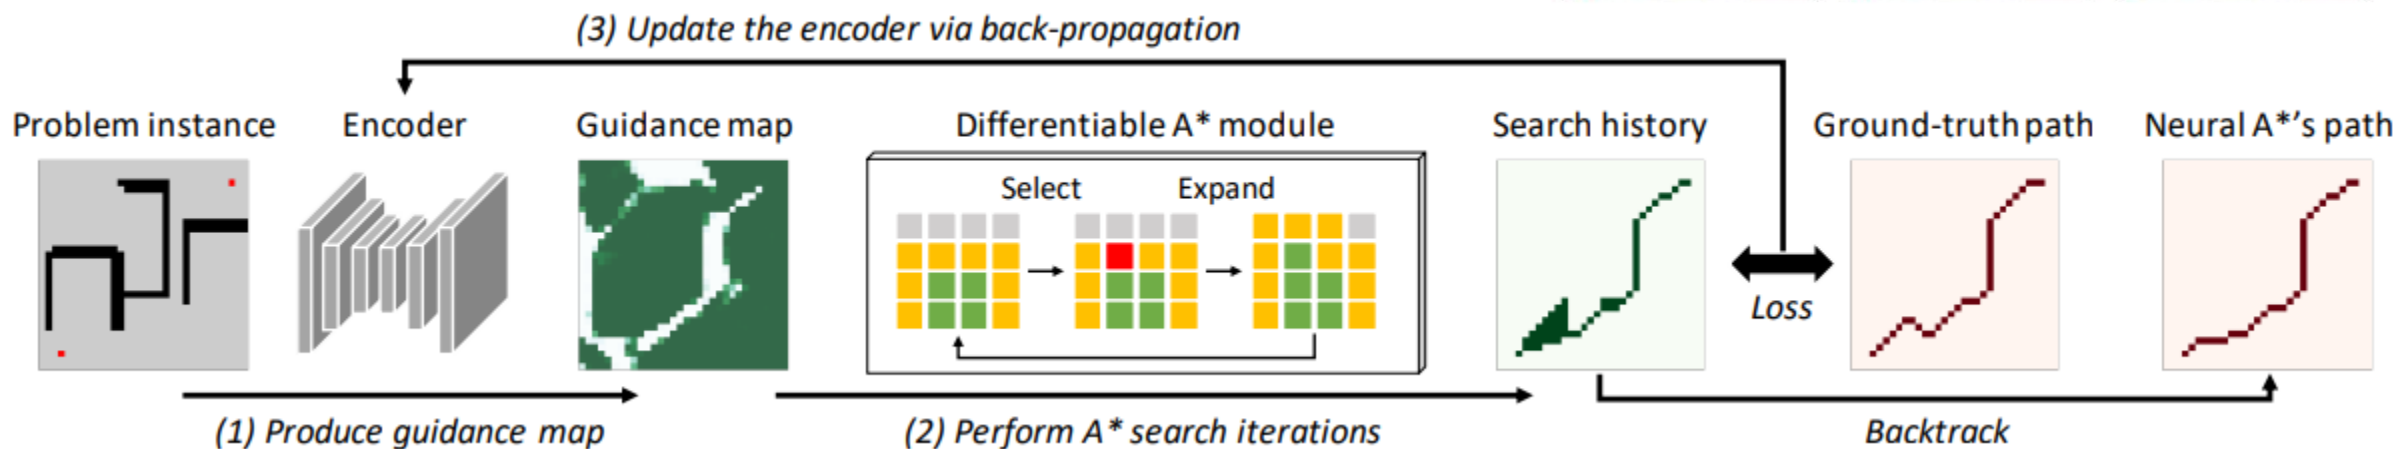 (3) Update the encoder via back-propagation
Problem instance
Encoder
Guidance map
Differentiable A* module
Search history
Ground-truth path
Neural A*'s path
Select
Expand
Loss
(1) Produce guidance map
(2) Perform A* search iterations
Backtrack